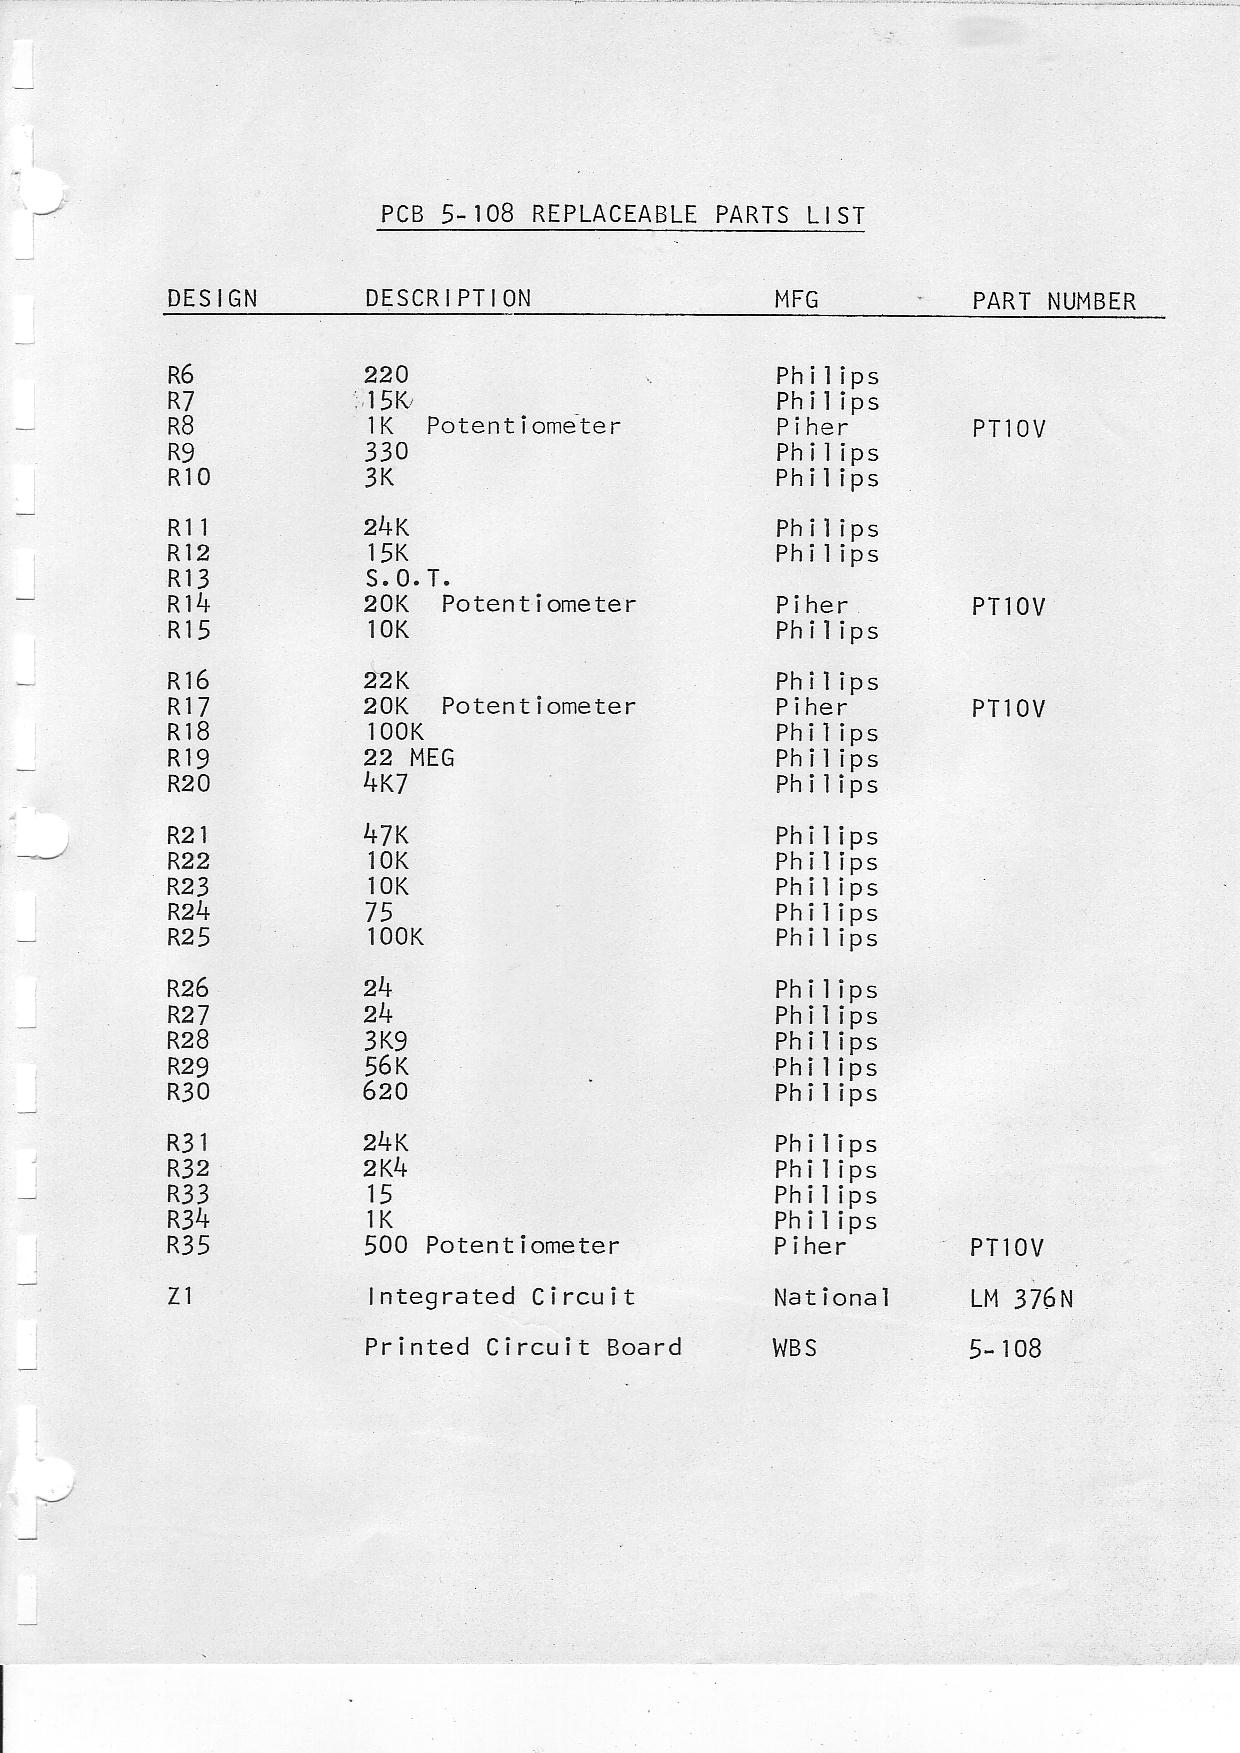 PCB 5-108 REPLACEABLE PARTS LIST
DESIGN DESCRIPTION MFG PART NUMBER
R6 220 Philips
R7 15K Philips
R8 1K Potentiometer Piher PT10V
R9 330 Philips
R10 3K Philips
R11 24K Philips
R12 15K Philips
R13 S.O.T.
R14 20K Potentiometer Piher PT10V
R15 10K Philips
R16 22K Philips
R17 20K Potentiometer Piher PT10V
R18 100K Philips
R19 22 MEG Philips
R20 4K7 Philips
R21 47K Philips
R22 10K Philips
R23 10K Philips
R24 75 Philips
R25 100K Philips
R26 24 Philips
R27 24 Philips
R28 3K9 Philips
R29 56K Philips
R30 620 Philips
R31 24K Philips
R32 2K4 Philips
R33 15 Philips
R34 1K Philips
R35 500 Potentiometer Piher PT10V
Z1 Integrated Circuit National LM 376N
Printed Circuit Board WBS 5-108